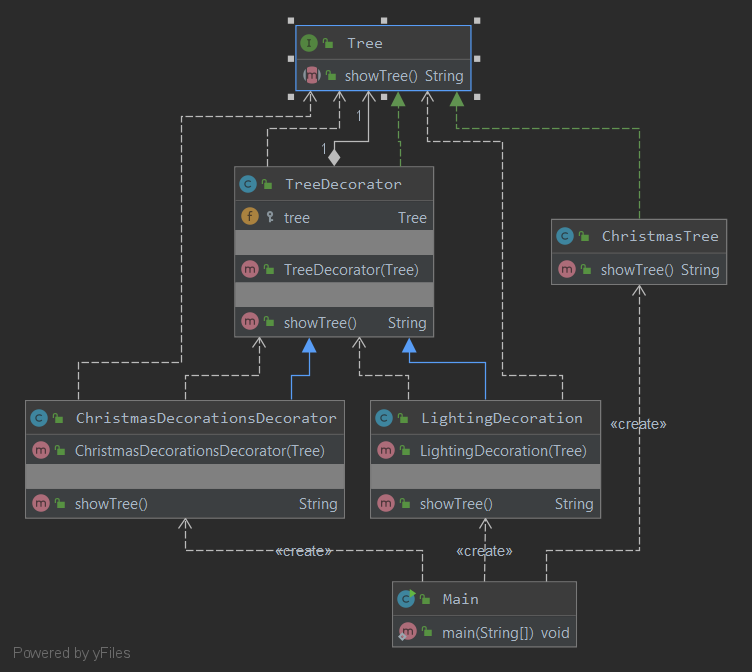 Tree
showTree() String
1
1
TreeDecorator
tree Tree
TreeDecorator(Tree)
showTree() String
ChristmasTree
showTree() String
ChristmasDecorationsDecorator
ChristmasDecorationsDecorator(Tree)
showTree() String
LightingDecoration
LightingDecoration(Tree)
showTree() String
«create»
«create»
«create»
Main
main(String[]) void
Powered by yFiles